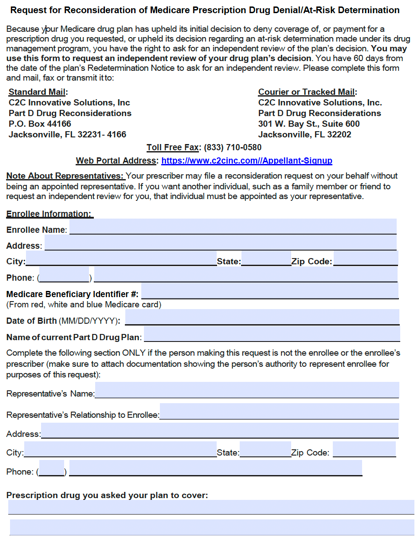 Request for Reconsideration of Medicare Prescription Drug Denial/At-Risk Determination
Because your Medicare drug plan has upheld its initial decision to deny coverage of, or payment for a
prescription drug you requested, or upheld its decision regarding an at-risk determination made under its drug
management program, you have the right to ask for an independent review of the plan's decision. You may
use this form to request an independent review of your drug plan's decision. You have 60 days from
the date of the plan's Redetermination Notice to ask for an independent review. Please complete this form
and mail, fax or transmit it to:
Standard Mail:
C2C Innovative Solutions, Inc
Part D Drug Reconsiderations
P.O. Box 44166
Jacksonville, FL 32231- 4166
Courier or Tracked Mail:
C2C Innovative Solutions, Inc.
Part D Drug Reconsiderations
301 W. Bay St., Suite 600
Jacksonville, FL 32202
Toll Free Fax: (833) 710-0580
Web Portal Address: https://www.c2cinc.com//Appellant-Signup
Note About Representatives: Your prescriber may file a reconsideration request on your behalf without
being an appointed representative. If you want another individual, such as a family member or friend to
request an independent review for you, that individual must be appointed as your representative.
Enrollee Information:
Enrollee Name:
Address:
City: State: Zip Code:
Phone: ( )
Medicare Beneficiary Identifier #:
(From red, white and blue Medicare card)
Date of Birth (MM/DD/YYYY):
Name of current Part D Drug Plan:
Complete the following section ONLY if the person making this request is not the enrollee or the enrollee's
prescriber (make sure to attach documentation showing the person's authority to represent enrollee for
purposes of this request):
Representative's Name:
Representative's Relationship to Enrollee:
Address:
City: State: Zip Code:
Phone: ( )
Prescription drug you asked your plan to cover: